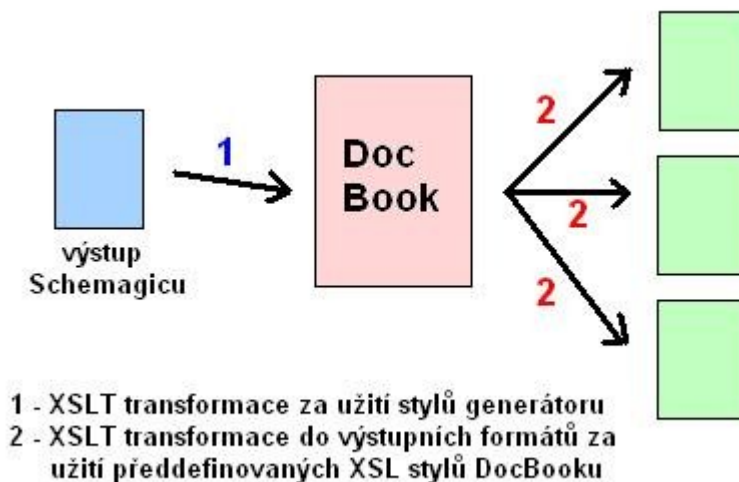 2
1
Doc
Book
2
výstup
Schemagicu
2
1 - XSLT transformace za užití stylů generátoru
2 - XSLT transformace do výstupních formátů za
užití předdefinovaných XSL stylů DocBooku